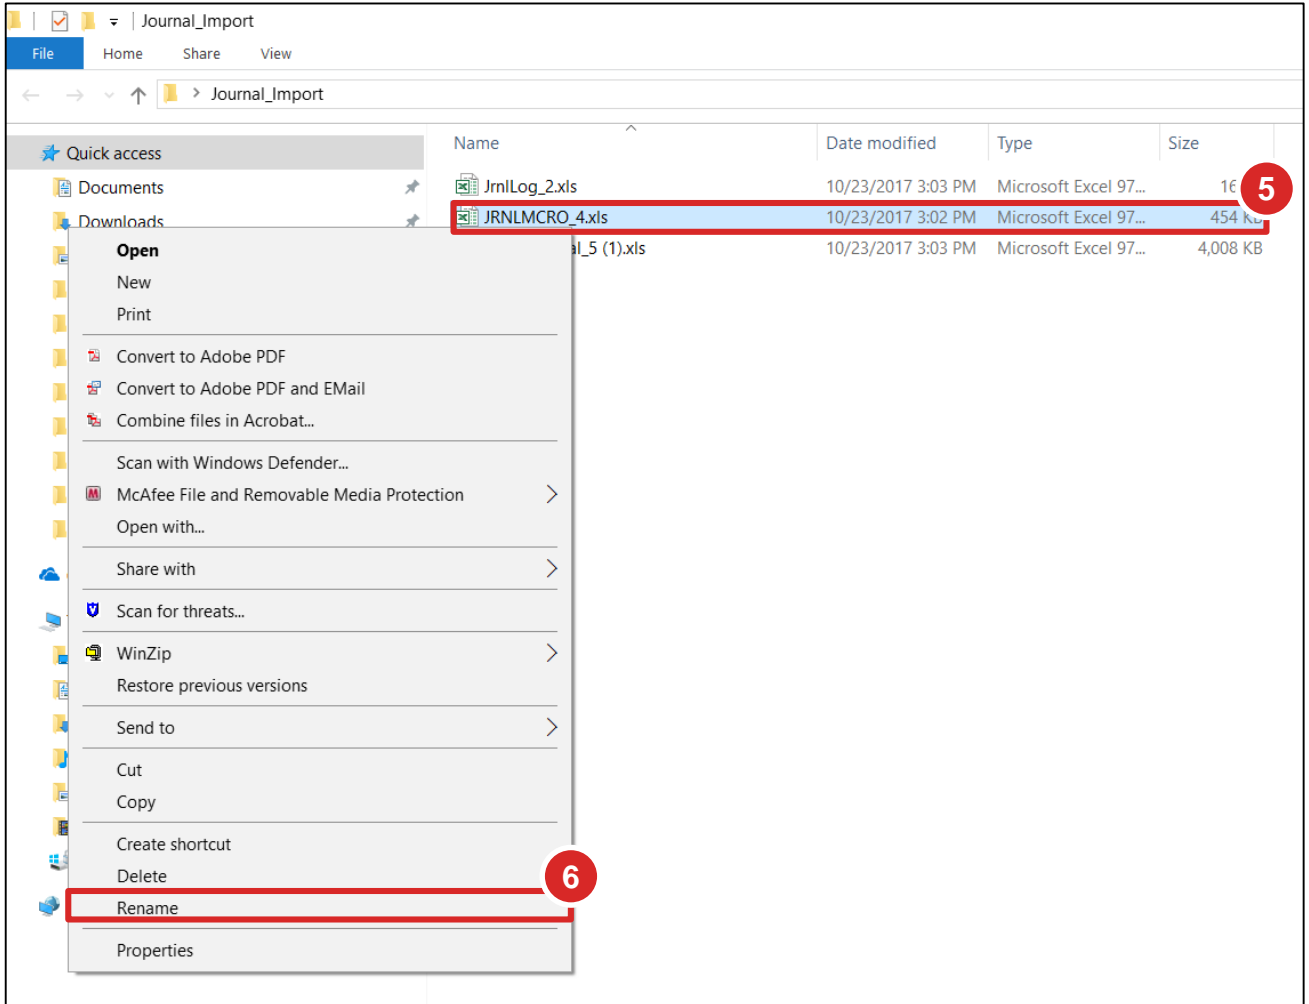 Journal_Import
File Home Share View
Journal_Import
Name Date modified Type Size
Quick access
Documents
Downloads
JrnlLog_2.xls 10/23/2017 3:03 PM Microsoft Excel 97...
5
JRNLMCRO_4.xls 10/23/2017 3:02 PM Microsoft Excel 97... 454 KB
al_5 (1).xls 10/23/2017 3:03 PM Microsoft Excel 97... 4,008 KB
Open
New
Print
Convert to Adobe PDF
Convert to Adobe PDF and EMail
Combine files in Acrobat...
Scan with Windows Defender...
McAfee File and Removable Media Protection
Open with...
Share with
Scan for threats...
WinZip
Restore previous versions
Send to
Cut
Copy
Create shortcut
Delete
6
Rename
Properties